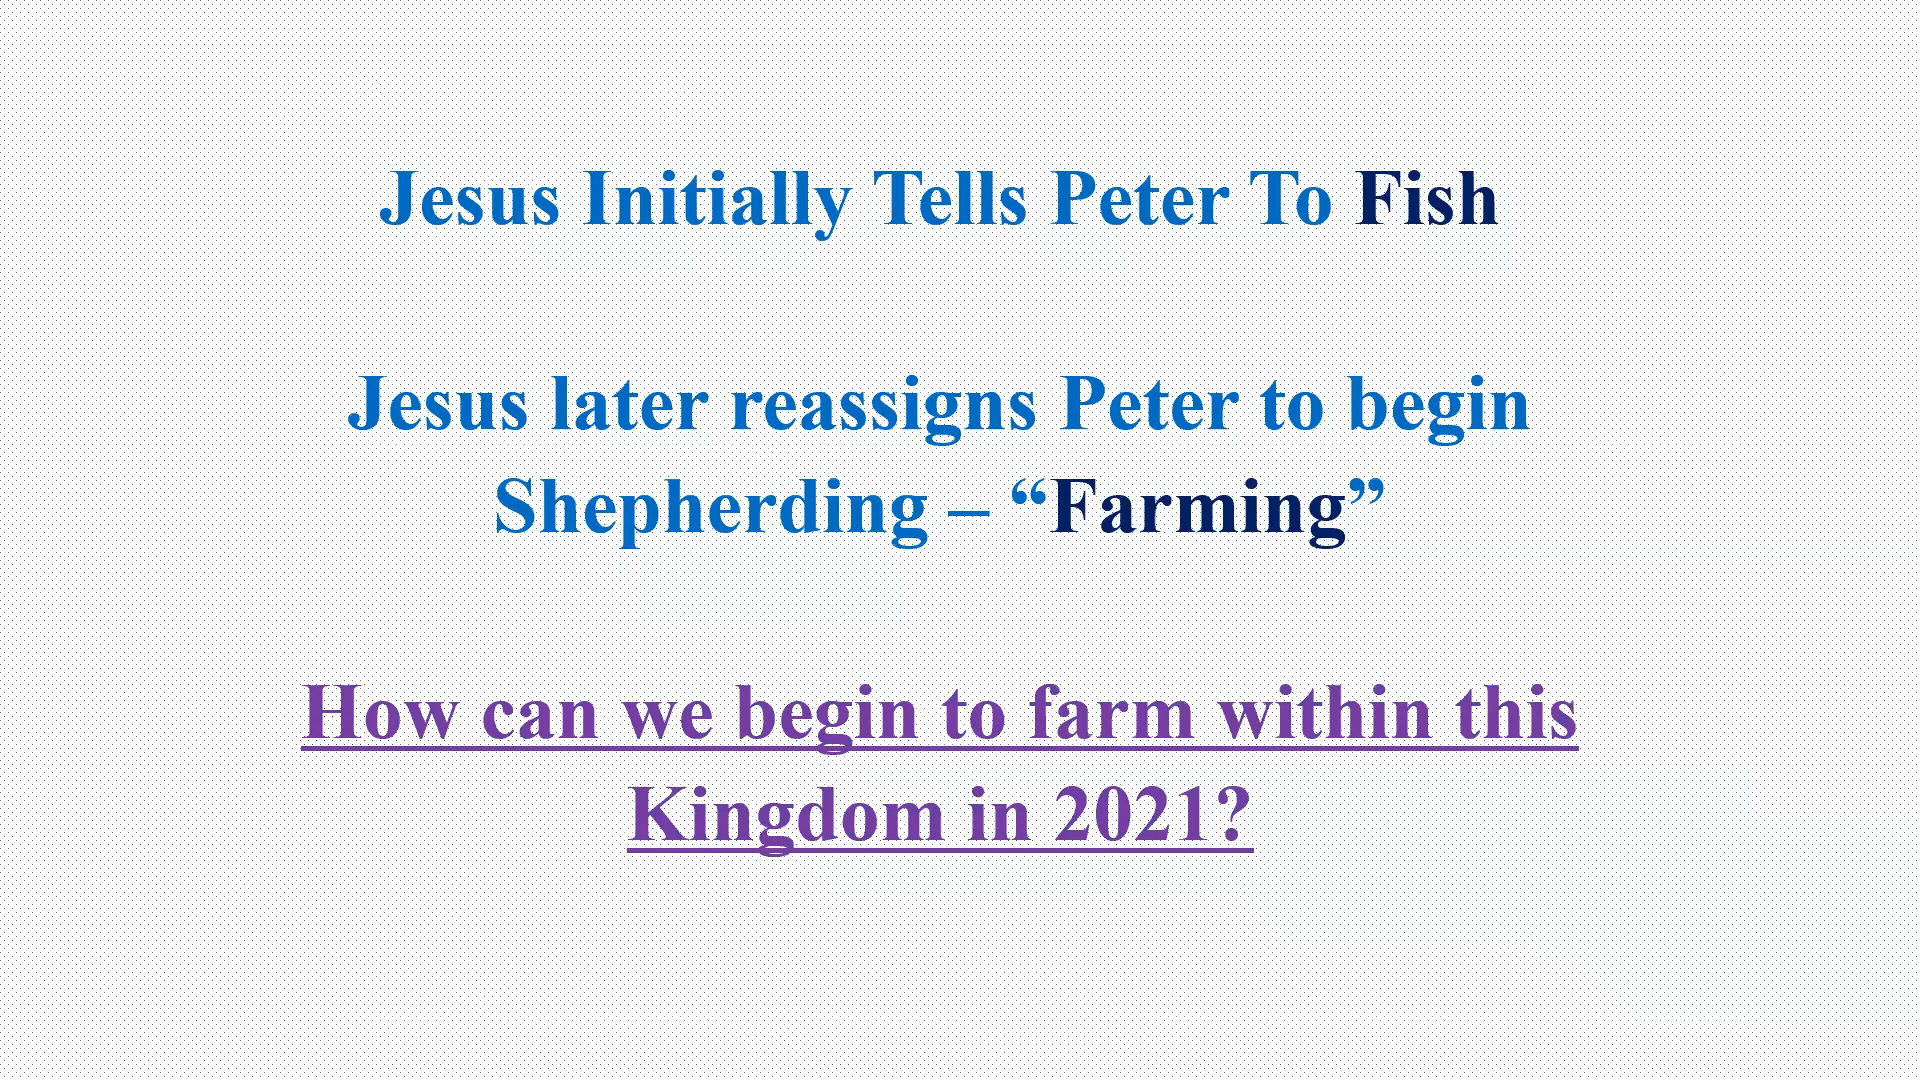 Jesus Initially Tells Peter To Fish
Jesus later reassigns Peter to begin
Shepherding – “Farming”
How can we begin to farm within this
Kingdom in 2021?